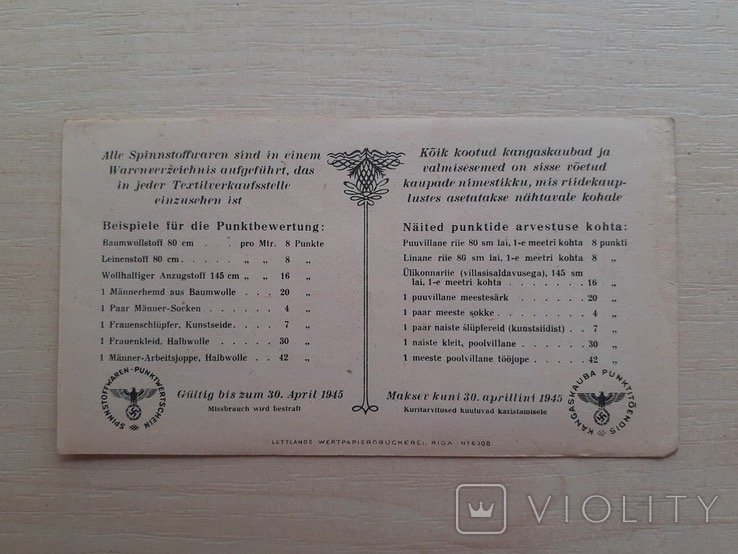 Alle Spinnstoffwaren sind in einem
Warenverzeichnis aufgeführt, das
in jeder Textilverkaufsstelle
einzusehen ist
Beispiele für die Punktbewertung:
Baumwollstoff 80 cm . . . . pro Mtr. 8 Punkte
Leinenstoff 80 cm . . . . . „ „ 8 „
Wollhaltiger Anzugstoff 145 cm „ „ 16 „
1 Männerhemd aus Baumwolle . . . . 20 „
1 Paar Männer-Socken . . . . . . . 4 „
1 Frauenschlüpfer, Kunstseide . . . . 7 „
1 Frauenkleid, Halbwolle . . . . . 30 „
1 Männer-Arbeitsjoppe, Halbwolle . . 42 „
Gültig bis zum 30. April 1945
Missbrauch wird bestraft
SPINNSTOFFWAREN-PUNKTWERTSCHEIN
Kõik kootud kangaskaubad ja
valmisesemed on sisse võetud
kaupade nimestikku, mis riidekaup-
lustes asetatakse nähtavale kohale
Näited punktide arvestuse kohta:
Puuvillane riie 80 sm lai, 1-e meetri kohta 8 punkti
Linane riie 80 sm lai, 1-e meetri kohta 8 „
Ülikonnariie (villasisaldavusega), 145 sm
lai, 1-e meetri kohta . . . . . . . 16 „
1 puuvillane meestesärk . . . . . 20 „
1 paar meeste sokke . . . . . . . 4 „
1 paar naiste šlüpfereid (kunstsiidist) . 7 „
1 naiste kleit, poolvillane . . . . . 30 „
1 meeste poolvillane tööjope . . . . 42 „
Maksev kuni 30. aprillini 1945
Kuritarvitused kuuluvad karistamisele
KANGASKAUBA PUNKTITÕENDIS
LETTLANDS WERTPAPIERDRUCKEREI, RIGA Nº 6308
VIOLITY